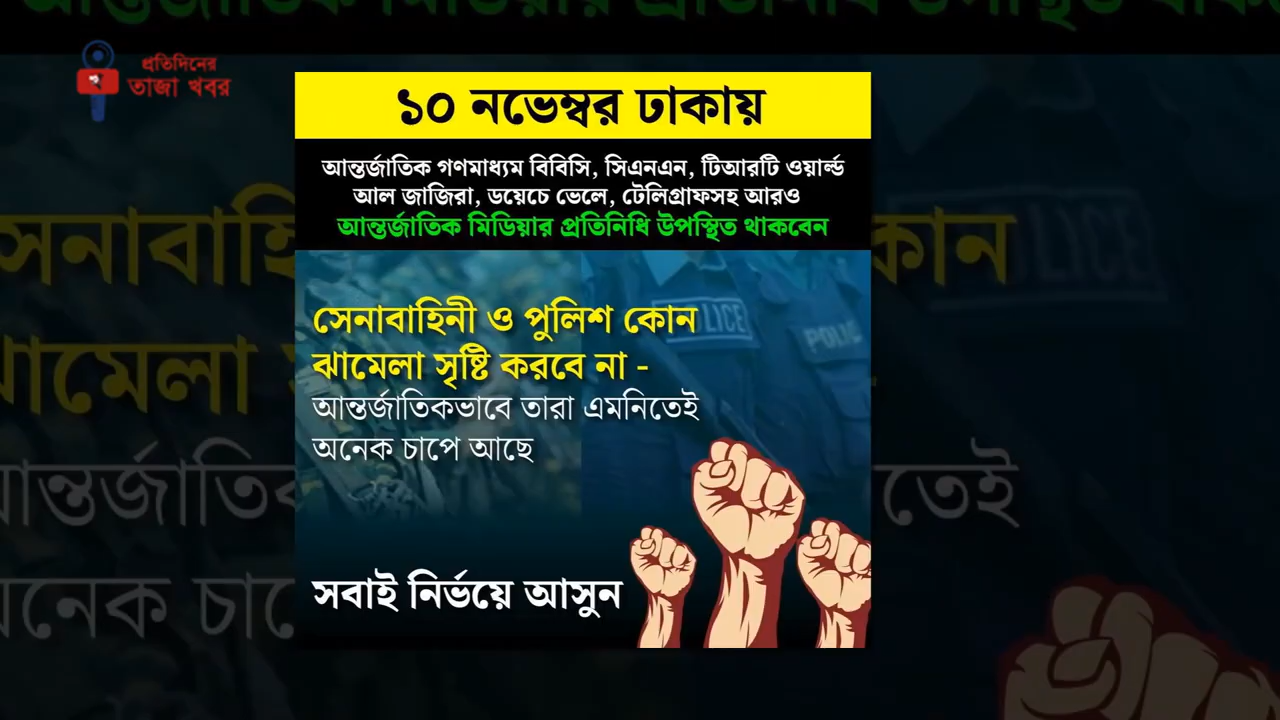 প্রতিদিনের
তাজা খবর
১০ নভেম্বর ঢাকায়
আন্তর্জাতিক গণমাধ্যম বিবিসি, সিএনএন, টিআরটি ওয়ার্ল্ড
আল জাজিরা, ডয়েচে ভেলে, টেলিগ্রাফসহ আরও
আন্তর্জাতিক মিডিয়ার প্রতিনিধি উপস্থিত থাকবেন
সেনাবাহিনী ও পুলিশ কোন
ঝামেলা সৃষ্টি করবে না -
আন্তর্জাতিকভাবে তারা এমনিতেই
অনেক চাপে আছে
সবাই নির্ভয়ে আসুন
POLICE